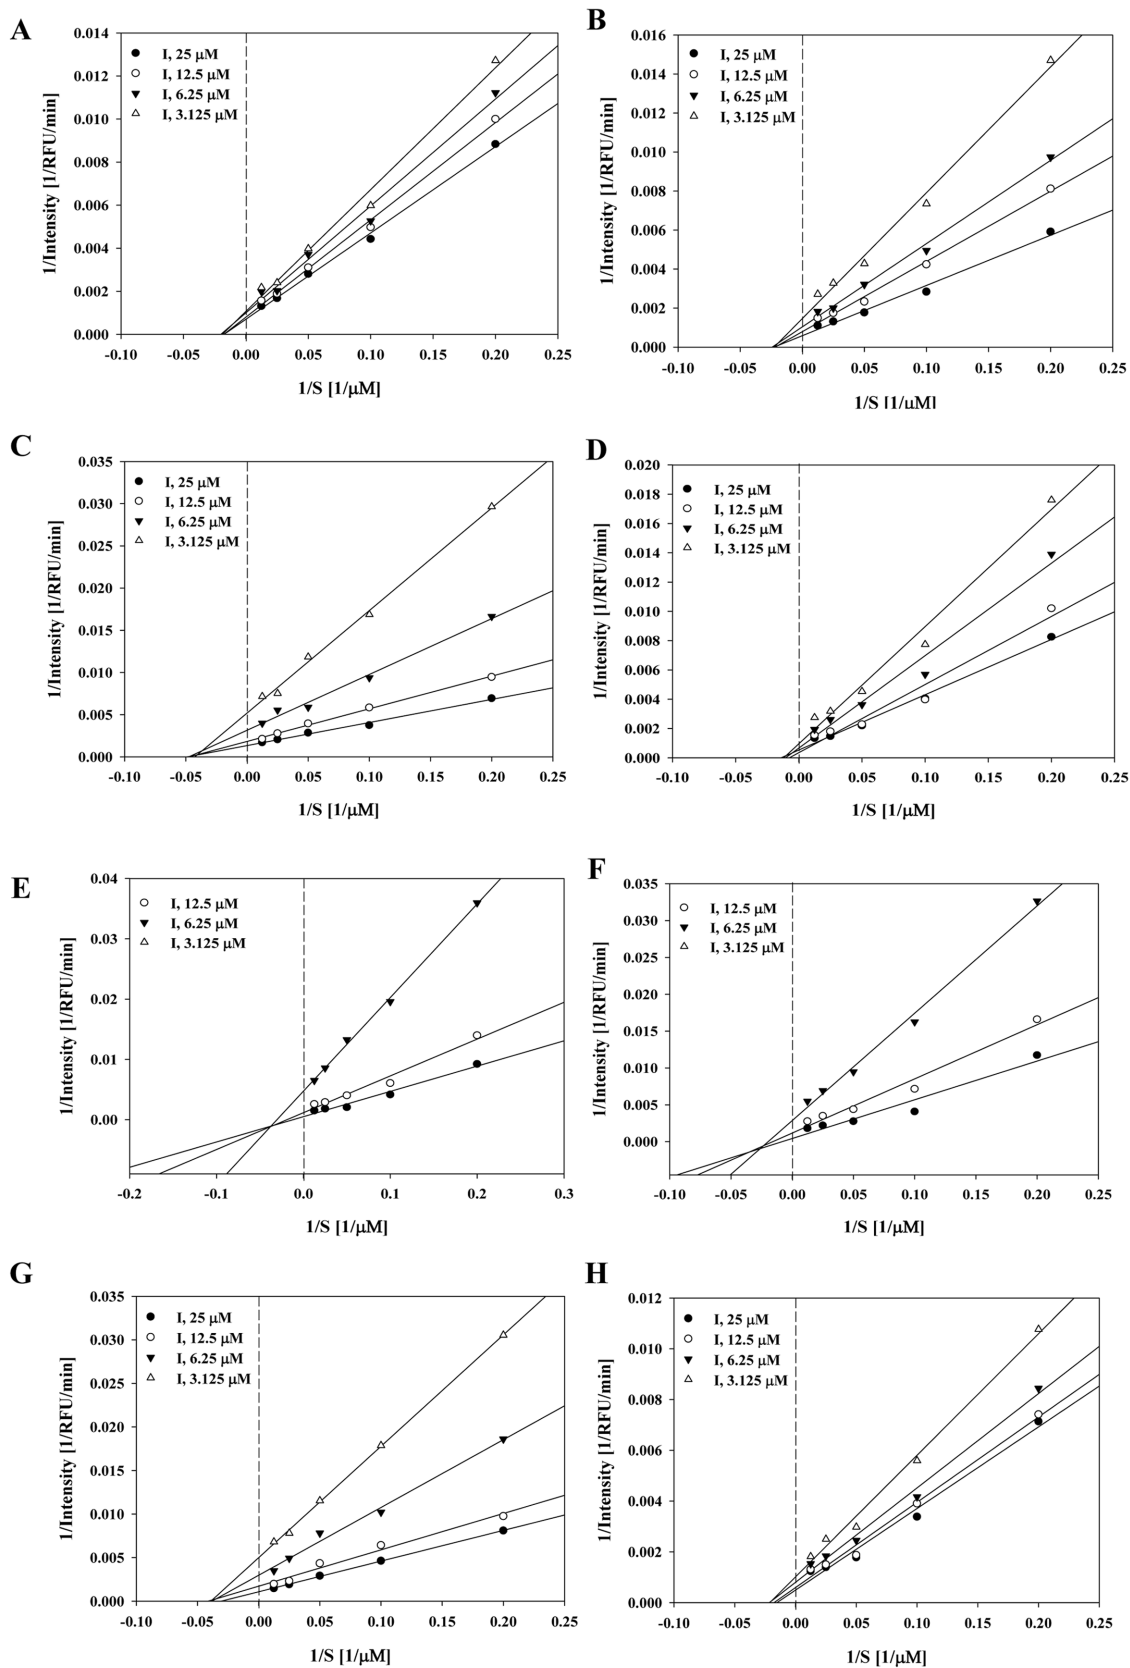 A
0.014
0.012
0.010
0.008
0.006
0.004
0.002
0.000
1/Intensity [1/RFU/min]
I, 25 μM
I, 12.5 μM
I, 6.25 μM
I, 3.125 μM
-0.10 -0.05 0.00 0.05 0.10 0.15 0.20 0.25
1/S [1/μM]
B
0.016
0.014
0.012
0.010
0.008
0.006
0.004
0.002
0.000
1/Intensity [1/RFU/min]
I, 25 μM
I, 12.5 μM
I, 6.25 μM
I, 3.125 μM
-0.10 -0.05 0.00 0.05 0.10 0.15 0.20 0.25
1/S [1/μM]
C
0.035
0.030
0.025
0.020
0.015
0.010
0.005
0.000
1/Intensity [1/RFU/min]
I, 25 μM
I, 12.5 μM
I, 6.25 μM
I, 3.125 μM
-0.10 -0.05 0.00 0.05 0.10 0.15 0.20 0.25
1/S [1/μM]
D
0.020
0.018
0.016
0.014
0.012
0.010
0.008
0.006
0.004
0.002
0.000
1/Intensity [1/RFU/min]
I, 25 μM
I, 12.5 μM
I, 6.25 μM
I, 3.125 μM
-0.10 -0.05 0.00 0.05 0.10 0.15 0.20 0.25
1/S [1/μM]
E
0.04
0.03
0.02
0.01
0.00
1/Intensity [1/RFU/min]
I, 12.5 μM
I, 6.25 μM
I, 3.125 μM
-0.2 -0.1 0.0 0.1 0.2 0.3
1/S [1/μM]
F
0.035
0.030
0.025
0.020
0.015
0.010
0.005
0.000
1/Intensity [1/RFU/min]
I, 12.5 μM
I, 6.25 μM
I, 3.125 μM
-0.10 -0.05 0.00 0.05 0.10 0.15 0.20 0.25
1/S [1/μM]
G
0.035
0.030
0.025
0.020
0.015
0.010
0.005
0.000
1/Intensity [1/RFU/min]
I, 25 μM
I, 12.5 μM
I, 6.25 μM
I, 3.125 μM
-0.10 -0.05 0.00 0.05 0.10 0.15 0.20 0.25
1/S [1/μM]
H
0.012
0.010
0.008
0.006
0.004
0.002
0.000
1/Intensity [1/RFU/min]
I, 25 μM
I, 12.5 μM
I, 6.25 μM
I, 3.125 μM
-0.10 -0.05 0.00 0.05 0.10 0.15 0.20 0.25
1/S [1/μM]